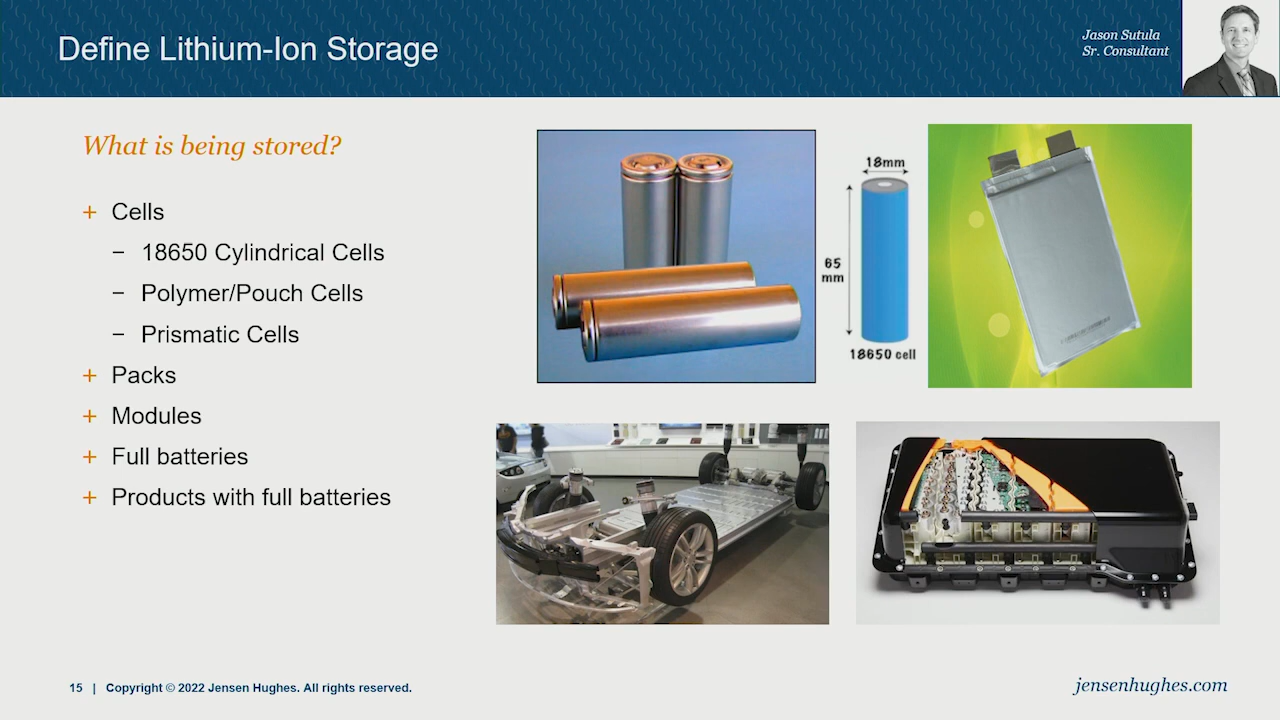 Define Lithium-Ion Storage
Jason Sutula
Sr. Consultant
What is being stored?
+ Cells
– 18650 Cylindrical Cells
– Polymer/Pouch Cells
– Prismatic Cells
+ Packs
+ Modules
+ Full batteries
+ Products with full batteries
18mm
65
mm
18650 cell
15 | Copyright © 2022 Jensen Hughes. All rights reserved.
jensenhughes.com